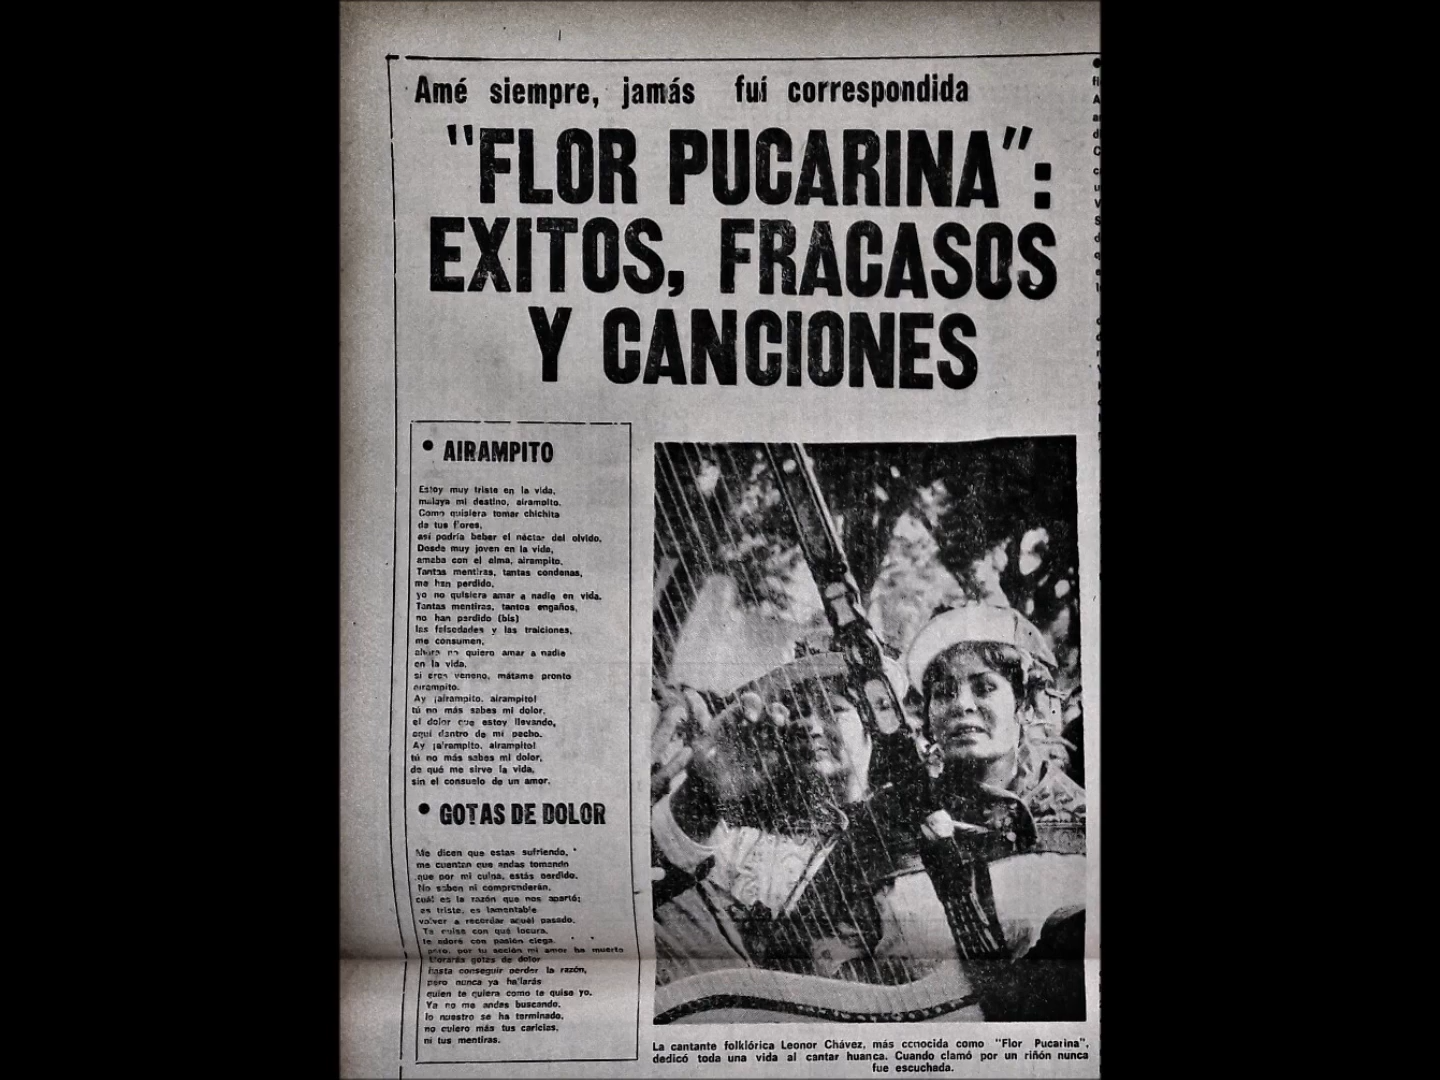 Amé siempre, jamás fuí correspondida
"FLOR PUCARINA":
EXITOS, FRACASOS
Y CANCIONES
• AIRAMPITO
Estoy muy triste en la vida,
malaya mi destino, airampito.
Como quisiera tomar chichita
de tus flores,
así podría beber el néctar del olvido.
Desde muy joven en la vida,
amaba con el alma, airampito.
Tantas mentiras, tantas condenas,
me han perdido,
yo no quisiera amar a nadie en vida.
Tantas mentiras, tantos engaños,
no han perdido (bis)
las falsedades y las traiciones,
me consumen,
ahora no quiero amar a nadie
en la vida,
si eres veneno, mátame pronto
airampito.
Ay ¡airampito, airampito!
tú no más sabes mi dolor,
el dolor que estoy llevando,
aquí dentro de mi pecho.
Ay ¡airampito, airampito!
tú no más sabes mi dolor,
de qué me sirve la vida,
sin el consuelo de un amor.
• GOTAS DE DOLOR
Me dicen que estas sufriendo,
me cuentan que andas tomando
que por mi culpa, estás perdido.
No saben ni comprenderán,
cuál es la razón que nos apartó;
es triste, es lamentable
volver a recordar aquél pasado.
Te quise con qué locura,
te adoré con pasión ciega,
pero, por tu acción mi amor ha muerto
llorarás gotas de dolor
hasta conseguir perder la razón,
pero nunca ya hallarás
quien te quiera como te quise yo.
Ya no me andes buscando,
lo nuestro se ha terminado,
no quiero más tus caricias,
ni tus mentiras.
La cantante folklórica Leonor Chávez, más conocida como "Flor Pucarina",
dedicó toda una vida al cantar huanca. Cuando clamó por un riñón nunca
fue escuchada.